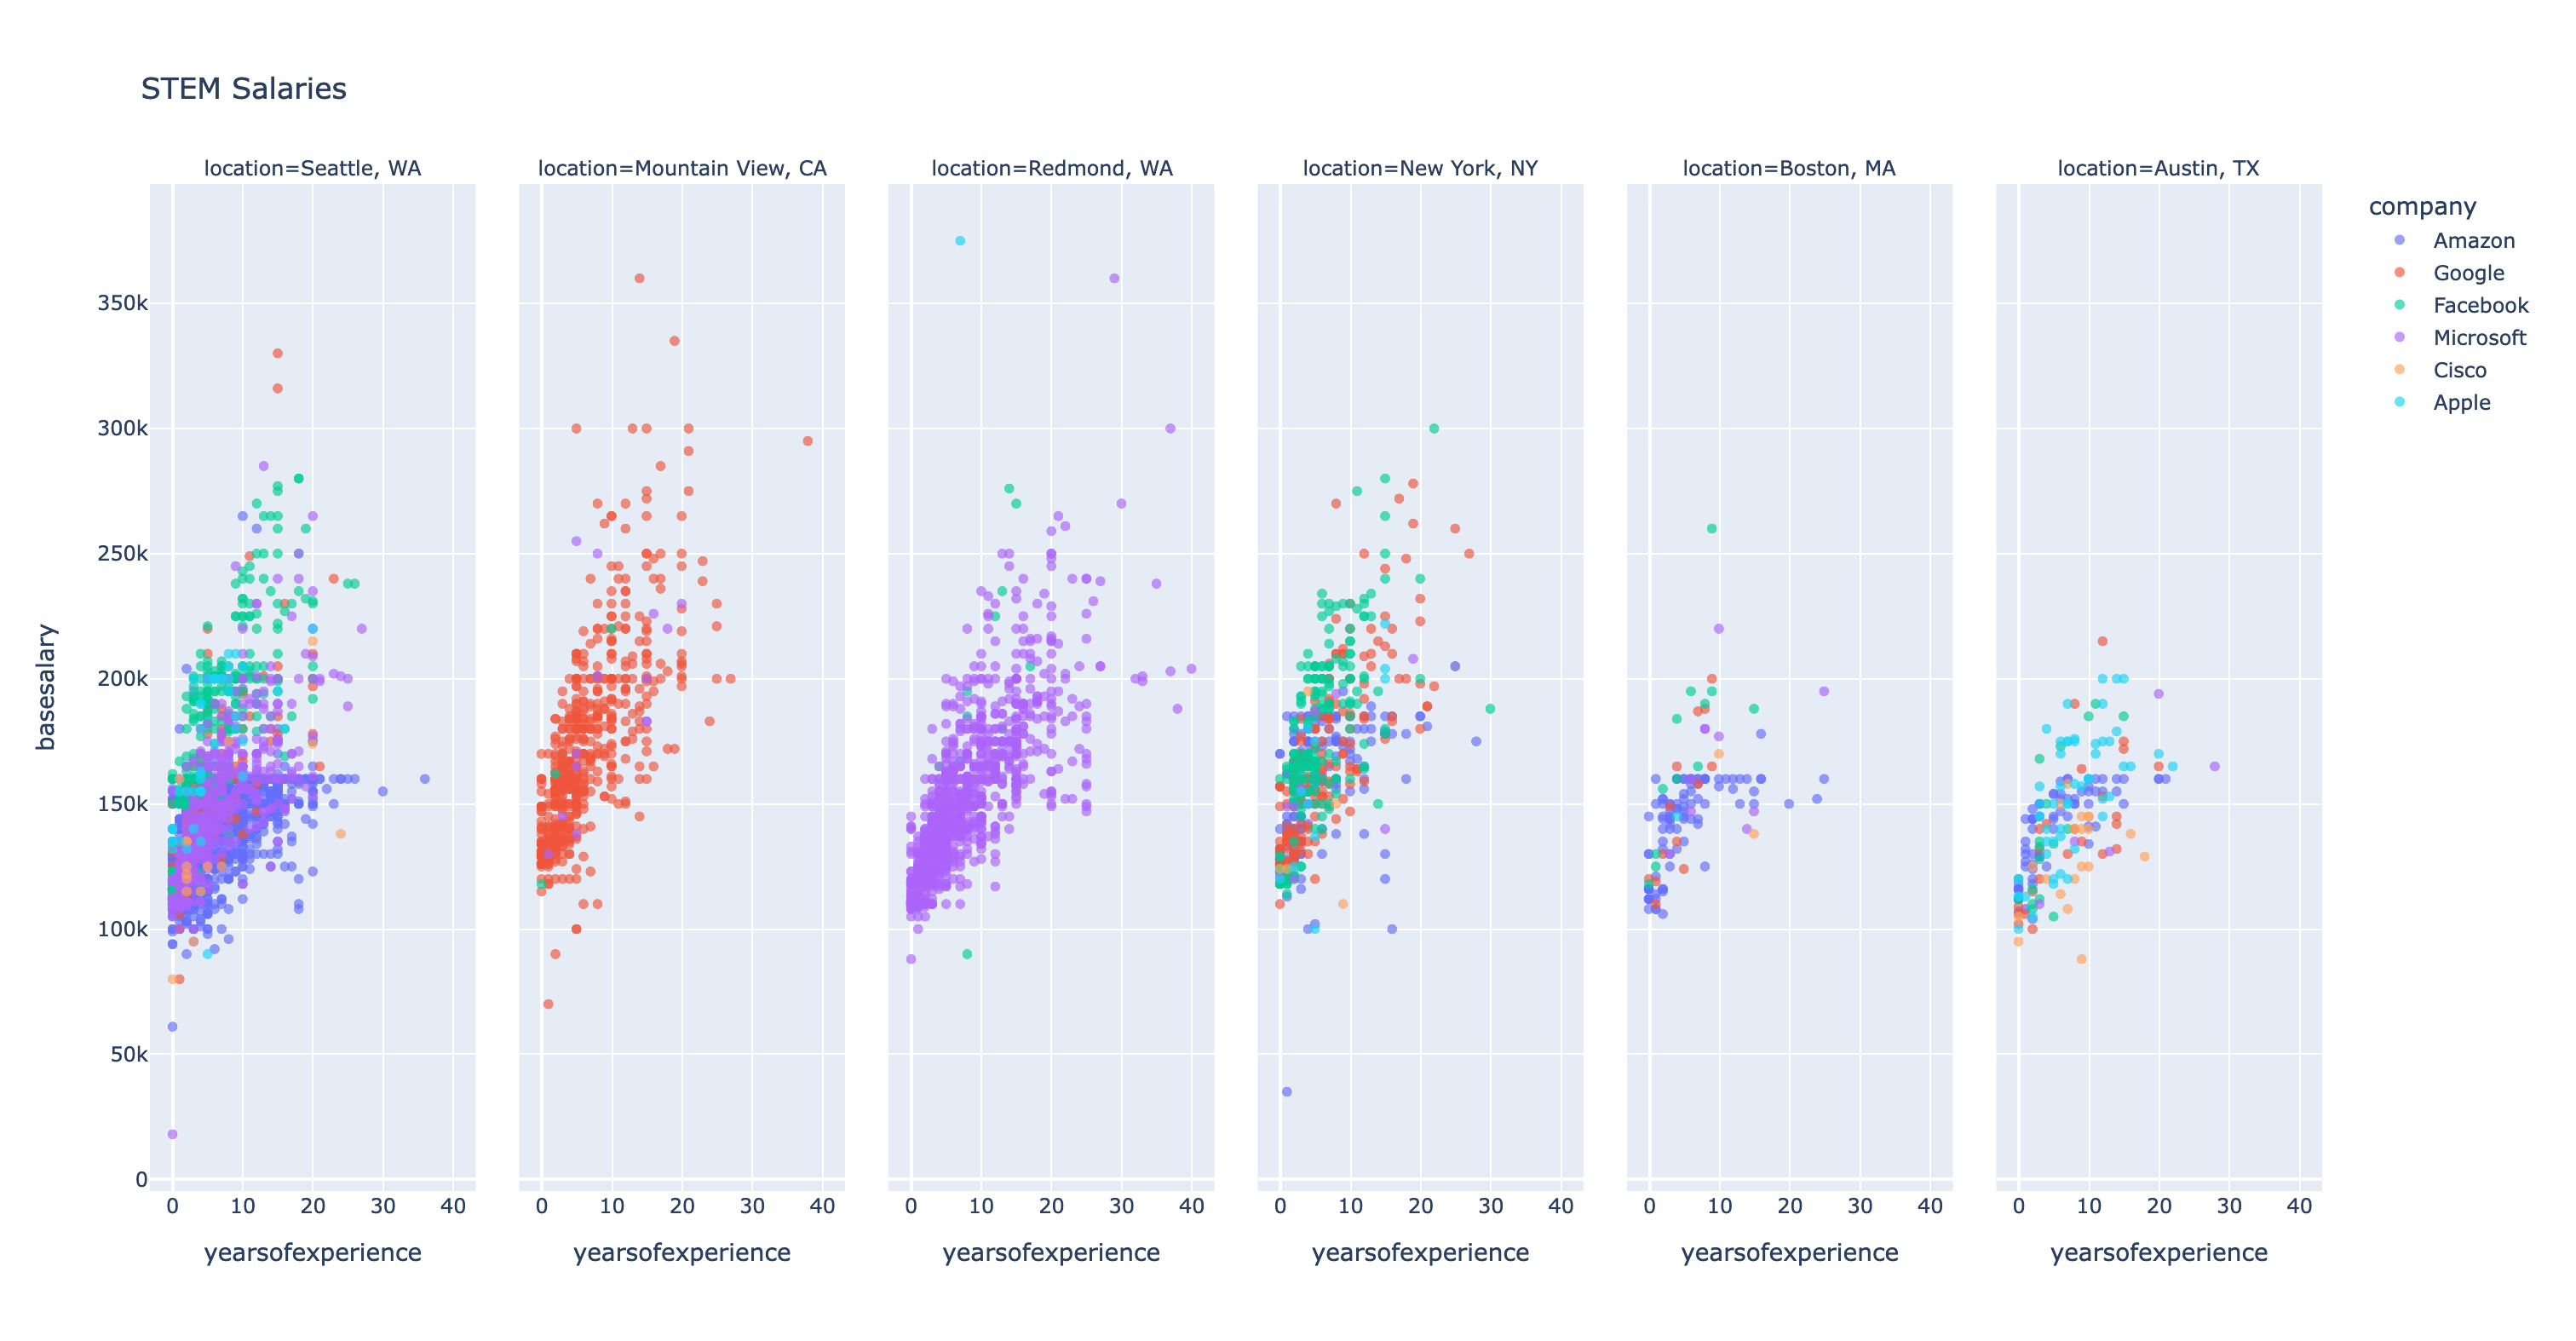 STEM Salaries
location=Seattle, WA
location=Mountain View, CA
location=Redmond, WA
location=New York, NY
location=Boston, MA
location=Austin, TX
company
Amazon
Google
Facebook
Microsoft
Cisco
Apple
basesalary
350k
300k
250k
200k
150k
100k
50k
0
0 10 20 30 40
0 10 20 30 40
0 10 20 30 40
0 10 20 30 40
0 10 20 30 40
0 10 20 30 40
yearsofexperience
yearsofexperience
yearsofexperience
yearsofexperience
yearsofexperience
yearsofexperience